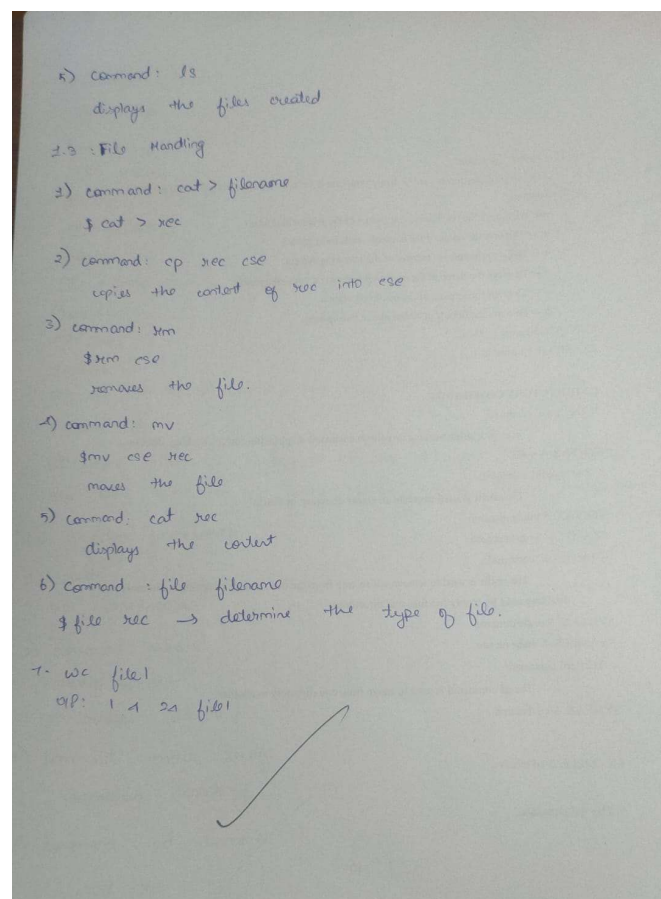 5) command: ls
displays the files created
1.3 : File Handling
1) command: cat > filename
$ cat > rec
2) command: cp rec cse
copies the content of rec into cse
3) command: rm
$rm cse
removes the file.
4) command: mv
$mv cse rec
moves the file
5) command: cat rec
displays the content
6) command : file filename
$ file rec → determine the type of file.
7. wc file1
O/P: 1 4 24 file1